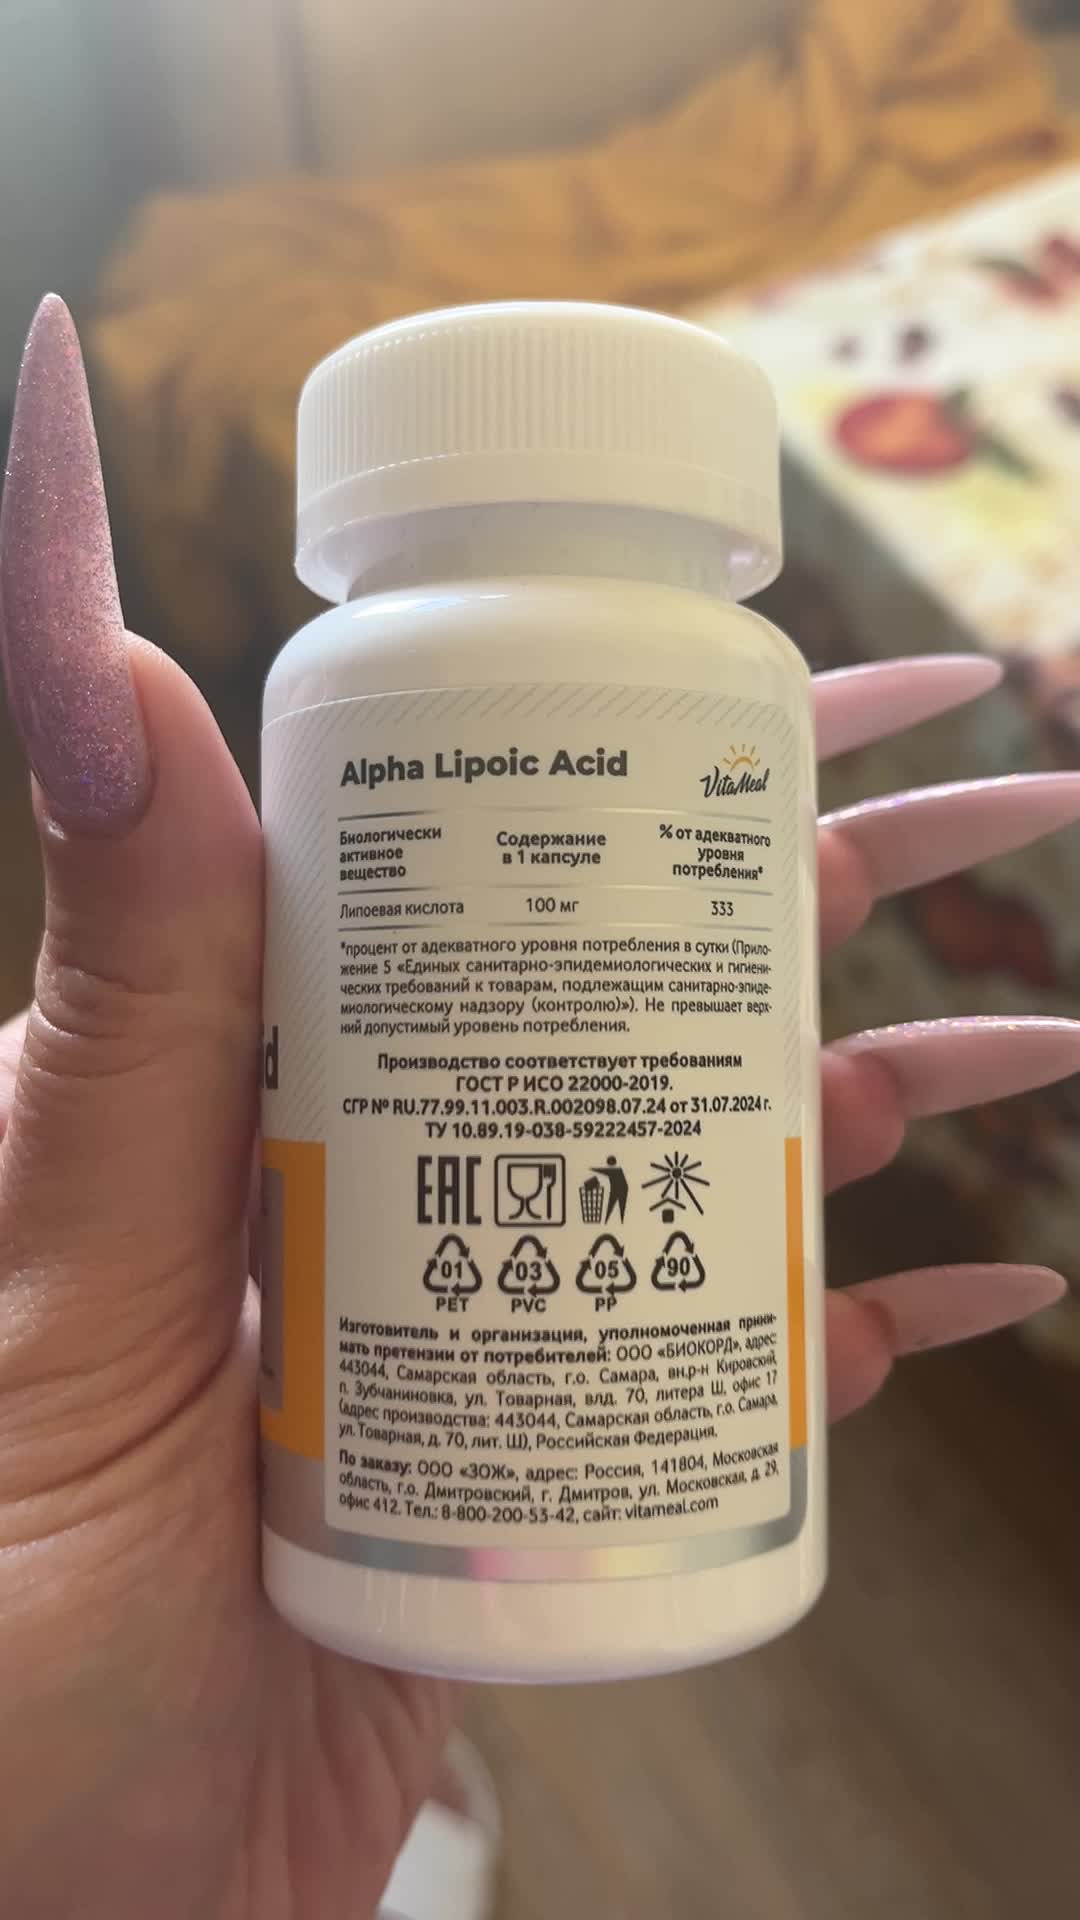 Alpha Lipoic Acid
VitaMeal
Биологически активное вещество
Содержание в 1 капсуле
% от адекватного уровня потребления*
Липоевая кислота 100 мг 333
*процент от адекватного уровня потребления в сутки (Прило-
жение 5 «Единых санитарно-эпидемиологических и гигиени-
ческих требований к товарам, подлежащим санитарно-эпиде-
миологическому надзору (контролю)»). Не превышает верх-
ний допустимый уровень потребления.
Производство соответствует требованиям
ГОСТ Р ИСО 22000-2019.
СГР № RU.77.99.11.003.R.002098.07.24 от 31.07.2024 г.
ТУ 10.89.19-038-59222457-2024
EAC
01 03 05 90
PET PVC PP
Изготовитель и организация, уполномоченная прини-
мать претензии от потребителей: ООО «БИОКОРД», адрес:
443044, Самарская область, г.о. Самара, вн.р-н Кировский,
п. Зубчаниновка, ул. Товарная, влд. 70, литера Ш, офис 17
(адрес производства: 443044, Самарская область, г.о. Самара,
ул. Товарная, д. 70, лит. Ш), Российская Федерация.
По заказу: ООО «ЗОЖ», адрес: Россия, 141804, Московская
область, г.о. Дмитровский, г. Дмитров, ул. Московская, д. 29,
офис 412. Тел.: 8-800-200-53-42, сайт: vitameal.com
id